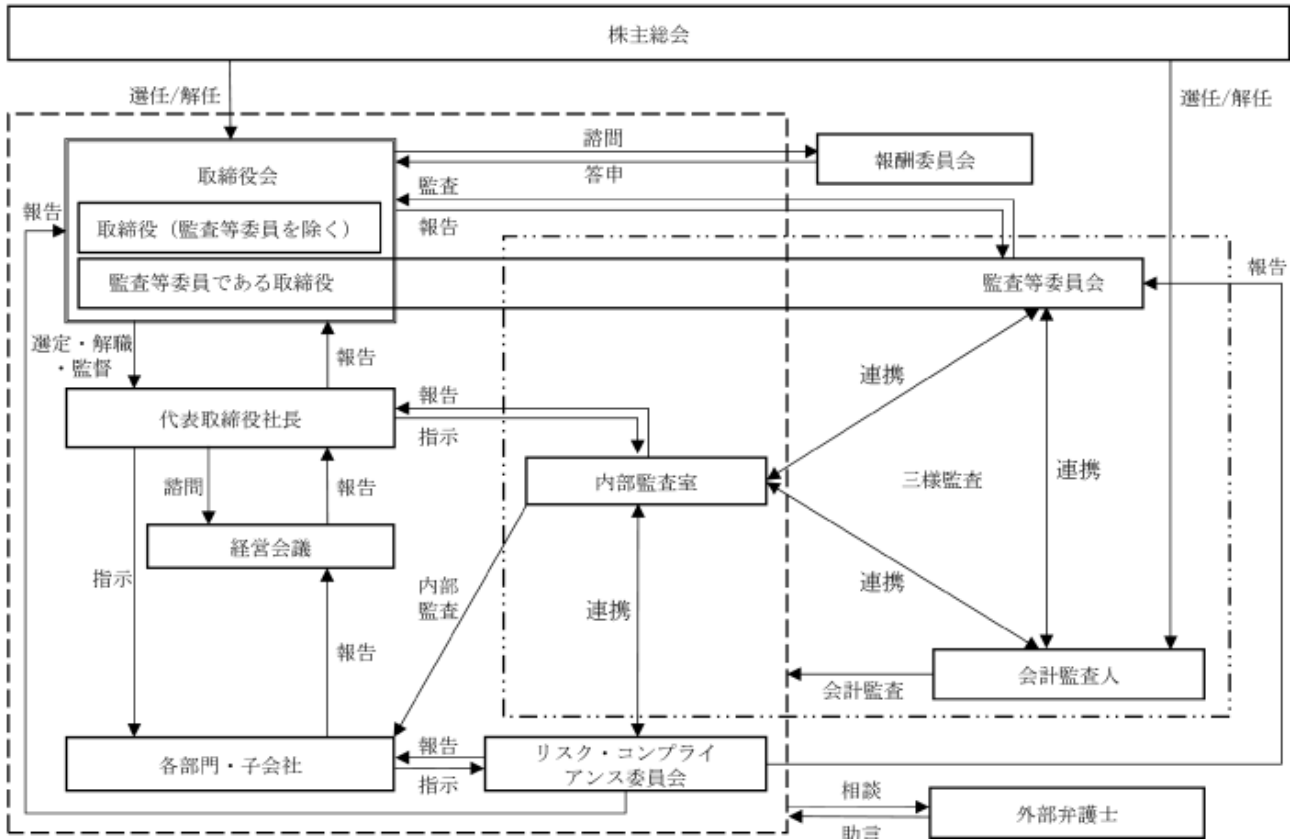 株主総会
選任/解任
選任/解任
諮問
報酬委員会
答申
取締役会
監査
報告
取締役（監査等委員を除く）
報告
監査等委員である取締役
監査等委員会
報告
選定・解職
・監督
報告
連携
代表取締役社長
報告
指示
内部監査室
三様監査
連携
諮問
報告
経営会議
指示
内部
監査
連携
連携
報告
会計監査人
会計監査
各部門・子会社
報告
指示
リスク・コンプライ
アンス委員会
相談
外部弁護士
助言